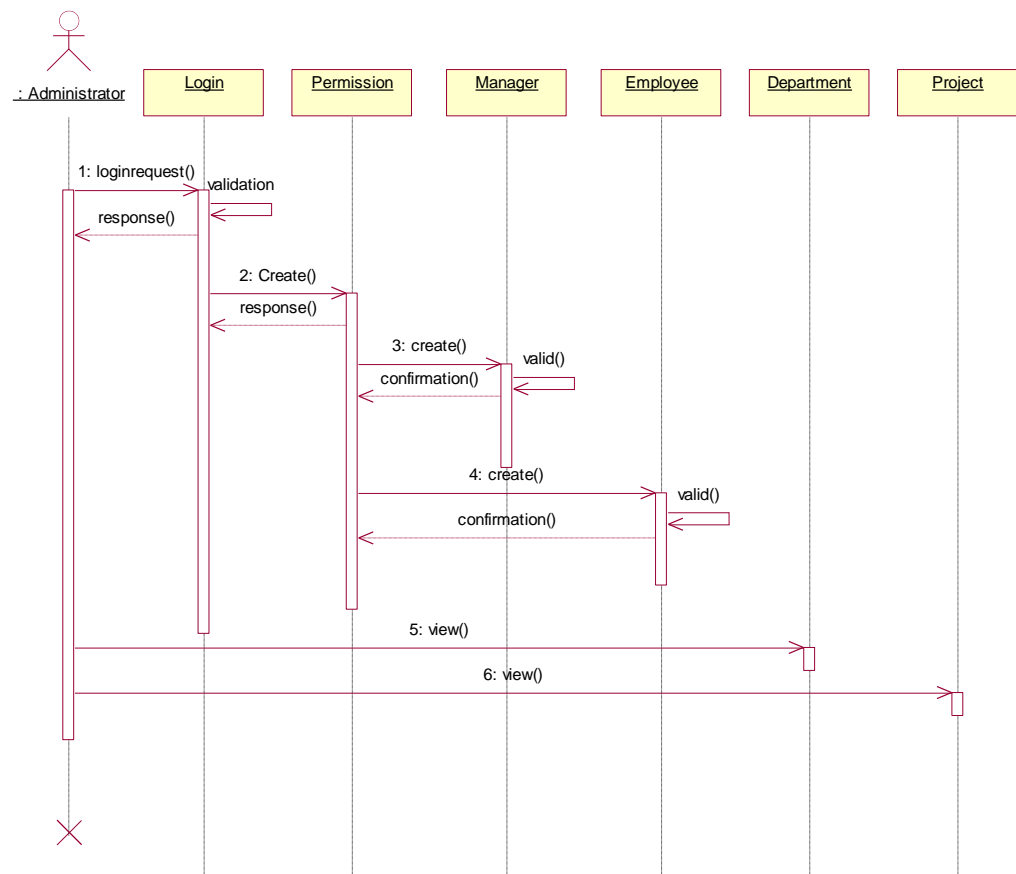 : Administrator
Login
Permission
Manager
Employee
Department
Project
1: loginrequest()
validation
response()
2: Create()
response()
3: create()
valid()
confirmation()
4: create()
valid()
confirmation()
5: view()
6: view()